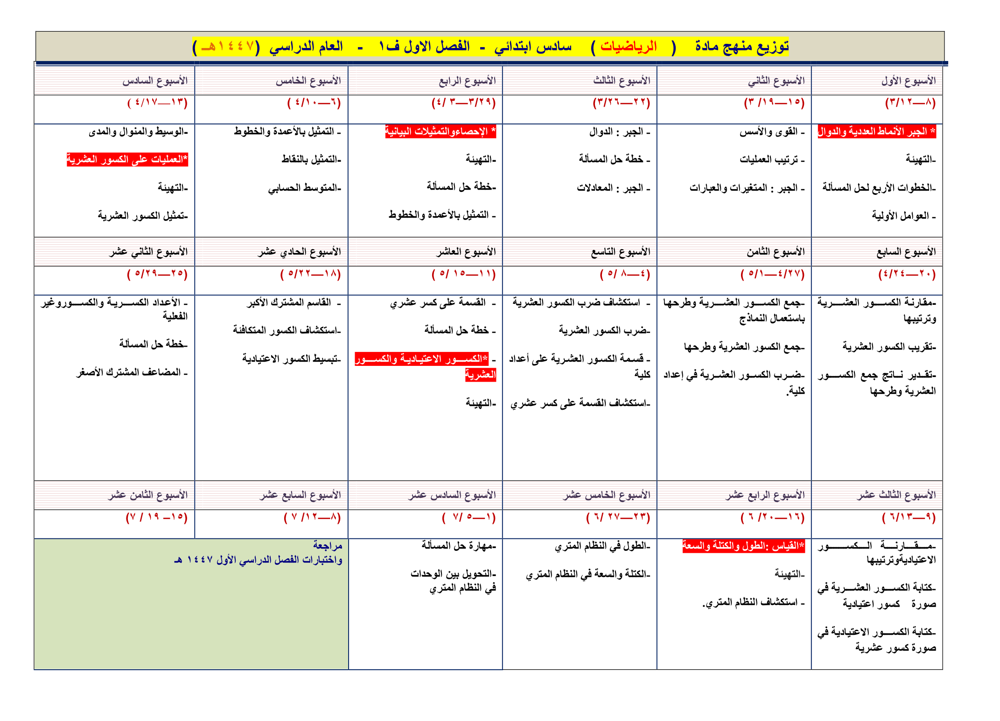 توزيع منهج مادة ( الرياضيات ) سادس ابتدائي - الفصل الاول ف١ - العام الدراسي (١٤٤٧هـ )
الأسبوع الأول
الأسبوع الثاني
الأسبوع الثالث
الأسبوع الرابع
الأسبوع الخامس
الأسبوع السادس
(٨—٣/١٢)
(١٥—١٩/ ٣)
(٢٢—٣/٢٦)
(٣/٢٩—٣ /٤)
(٦—٤/١٠ )
(١٣—٤/١٧ )
* الجبر الأنماط العددية والدوال
-التهيئة
-الخطوات الأربع لحل المسألة
- العوامل الأولية
- القوى والأسس
- ترتيب العمليات
- الجبر : المتغيرات والعبارات
- الجبر : الدوال
- خطة حل المسألة
- الجبر : المعادلات
* الإحصاءوالتمثيلات البيانية
-التهيئة
-خطة حل المسألة
- التمثيل بالأعمدة والخطوط
- التمثيل بالأعمدة والخطوط
-التمثيل بالنقاط
-المتوسط الحسابي
-الوسيط والمنوال والمدى
*العمليات على الكسور العشرية
-التهيئة
-تمثيل الكسور العشرية
الأسبوع السابع
الأسبوع الثامن
الأسبوع التاسع
الأسبوع العاشر
الأسبوع الحادي عشر
الأسبوع الثاني عشر
(٢٠—٤/٢٤)
(٤/٢٧—٥/١ )
(٤—٨ /٥ )
(١١—١٥ /٥ )
(١٨—٥/٢٢ )
(٢٥—٥/٢٩ )
-مقارنة الكسور العشرية
وترتيبها
-تقريب الكسور العشرية
-تقدير ناتج جمع الكسور
العشرية وطرحها
-جمع الكسور العشرية وطرحها
باستعمال النماذج
-جمع الكسور العشرية وطرحها
-ضرب الكسور العشرية في إعداد
كلية.
- استكشاف ضرب الكسور العشرية
-ضرب الكسور العشرية
- قسمة الكسور العشرية على أعداد
كلية
-استكشاف القسمة على كسر عشري
- القسمة على كسر عشري
- خطة حل المسألة
- *الكسور الاعتيادية والكسور
العشرية
-التهيئة
- القاسم المشترك الأكبر
-استكشاف الكسور المتكافئة
-تبسيط الكسور الاعتيادية
- الأعداد الكسرية والكسوروغير
الفعلية
-خطة حل المسألة
- المضاعف المشترك الأصغر
الأسبوع الثالث عشر
الأسبوع الرابع عشر
الأسبوع الخامس عشر
الأسبوع السادس عشر
الأسبوع السابع عشر
الأسبوع الثامن عشر
(٩—٦/١٣ )
(١٦—٢٠/ ٦ )
(٢٣—٢٧ /٦ )
(١—٥ /٧ )
(٨—١٢/ ٧ )
(١٥– ١٩ / ٧)
-مقارنة الكسور
الاعتياديةوترتيبها
-كتابة الكسور العشرية في
صورة كسور اعتيادية
-كتابة الكسور الاعتيادية في
صورة كسور عشرية
*القياس :الطول والكتلة والسعة
-التهيئة
- استكشاف النظام المتري.
-الطول في النظام المتري
-الكتلة والسعة في النظام المتري
-مهارة حل المسألة
-التحويل بين الوحدات
في النظام المتري
مراجعة
واختبارات الفصل الدراسي الأول ١٤٤٧ هـ